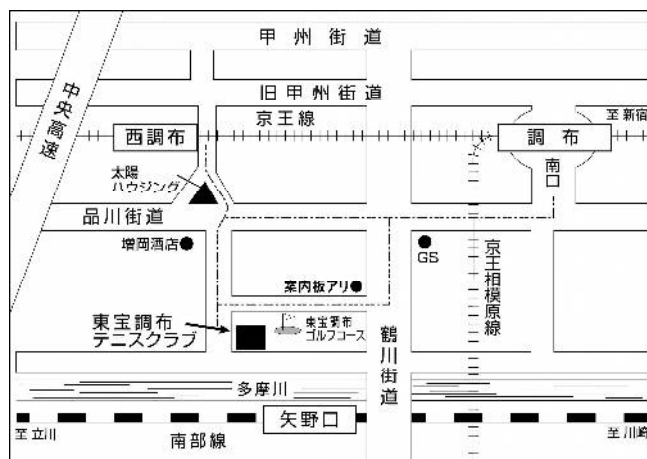 甲州街道
旧甲州街道
中央高速
京王線
至新宿
西調布
調布
南口
太陽
ハウジング
品川街道
増岡酒店
GS
京王相模原線
案内板アリ
東宝調布
テニスクラブ
東宝調布
ゴルフコース
鶴川街道
多摩川
矢野口
至立川
南部線
至川崎